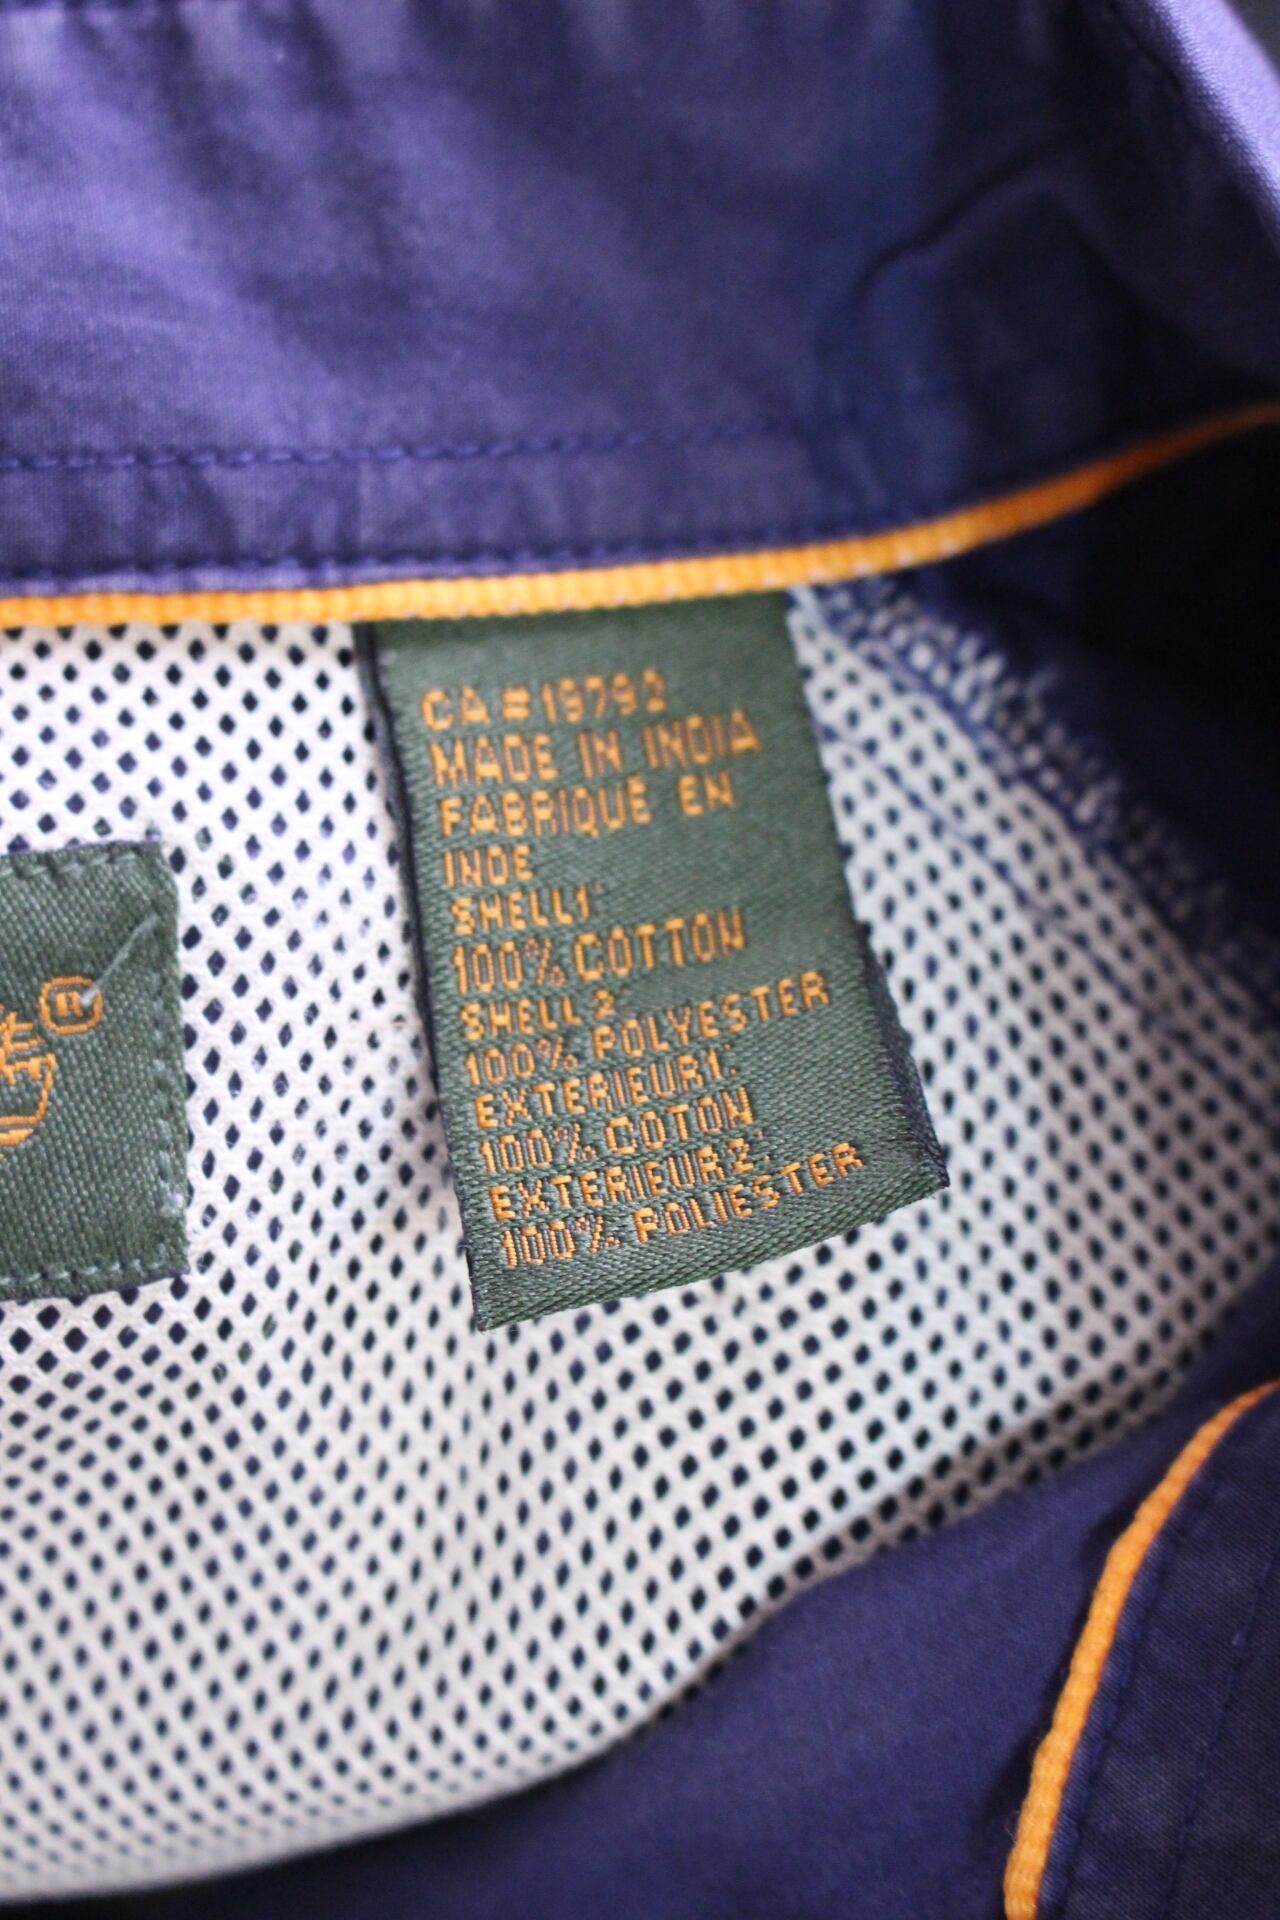 CA#19792
MADE IN INDIA
FABRIQUE EN
INDE
SHELL1:
100% COTTON
SHELL 2:
100% POLYESTER
EXTERIEUR1:
100% COTON
EXTERIEUR2:
100% POLIESTER
®